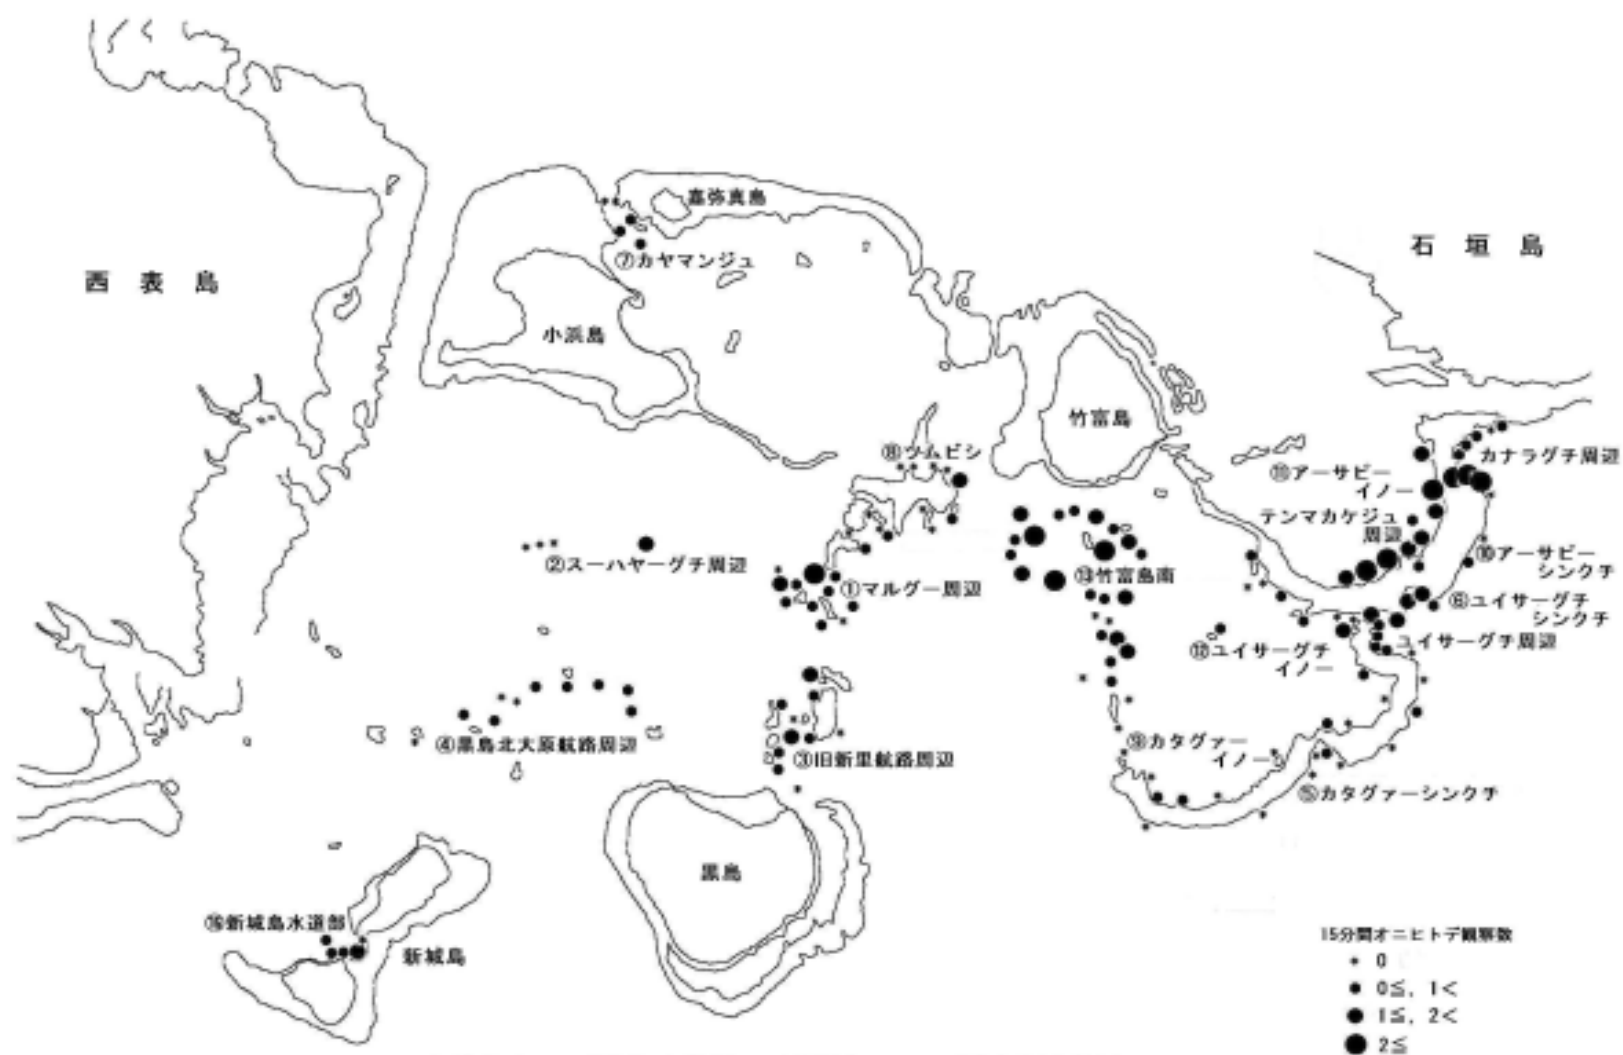 嘉弥真島
石垣島
⑦カヤマンジュ
西表島
小浜島
竹富島
⑧ツムビシ
カナラグチ周辺
⑪アーサビー
イノー
テンマカケジュ
周辺
⑩アーサビー
シンクチ
②スーハヤーグチ周辺
①マルグー周辺
⑬竹富島南
⑥ユイサーグチ
シンクチ
ユイサーグチ周辺
⑫ユイサーグチ
イノー
④黒島北大原航路周辺
③旧新里航路周辺
⑨カタグァー
イノー
⑤カタグァーシンクチ
黒島
⑯新城島水道部
新城島
15分間オニヒトデ観察数
0
0≦, 1<
1≦, 2<
2≦